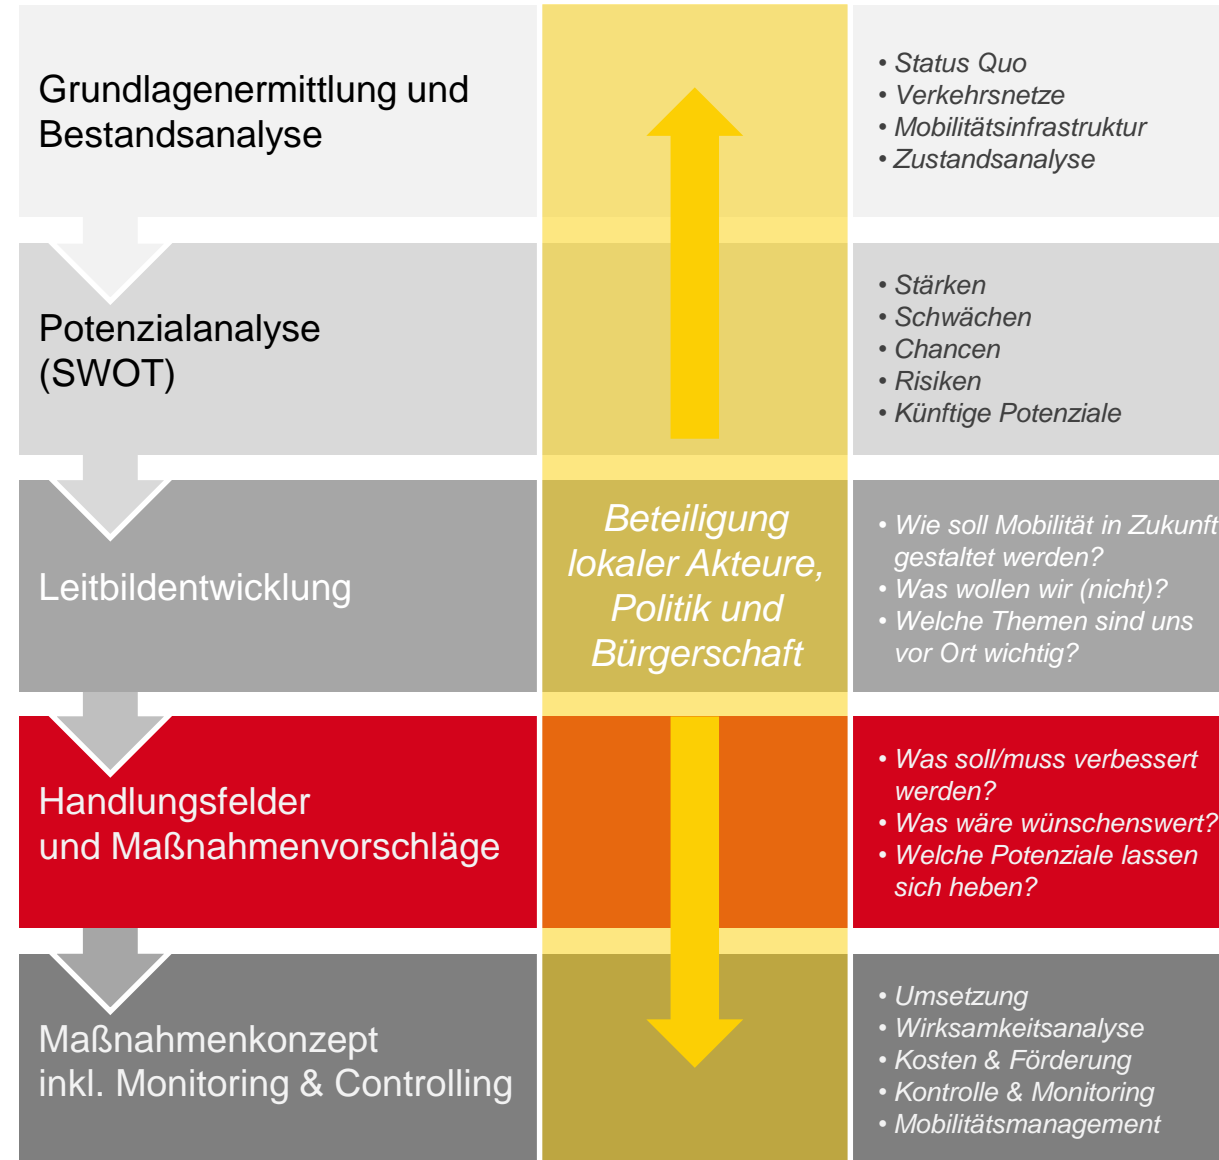 Grundlagenermittlung und
Bestandsanalyse
• Status Quo
• Verkehrsnetze
• Mobilitätsinfrastruktur
• Zustandsanalyse
Potenzialanalyse
(SWOT)
• Stärken
• Schwächen
• Chancen
• Risiken
• Künftige Potenziale
Leitbildentwicklung
Beteiligung
lokaler Akteure,
Politik und
Bürgerschaft
• Wie soll Mobilität in Zukunft
gestaltet werden?
• Was wollen wir (nicht)?
• Welche Themen sind uns
vor Ort wichtig?
Handlungsfelder
und Maßnahmenvorschläge
• Was soll/muss verbessert
werden?
• Was wäre wünschenswert?
• Welche Potenziale lassen
sich heben?
Maßnahmenkonzept
inkl. Monitoring & Controlling
• Umsetzung
• Wirksamkeitsanalyse
• Kosten & Förderung
• Kontrolle & Monitoring
• Mobilitätsmanagement